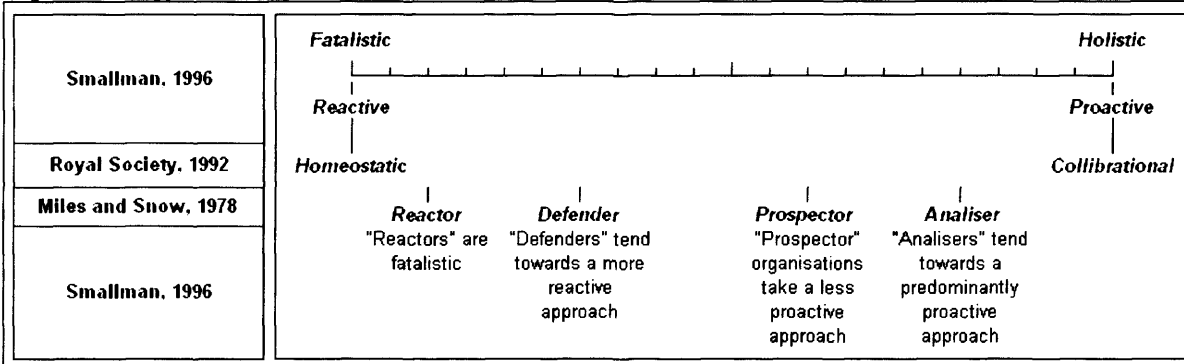 Smallman, 1996
Fatalistic Holistic
Reactive Proactive
Royal Society, 1992
Homeostatic Collibrational
Miles and Snow, 1978
Reactor Defender Prospector Analiser
"Reactors" are "Defenders" tend "Prospector" "Analisers" tend
fatalistic towards a more organisations towards a
reactive take a less predominantly
approach proactive proactive
approach approach
Smallman, 1996